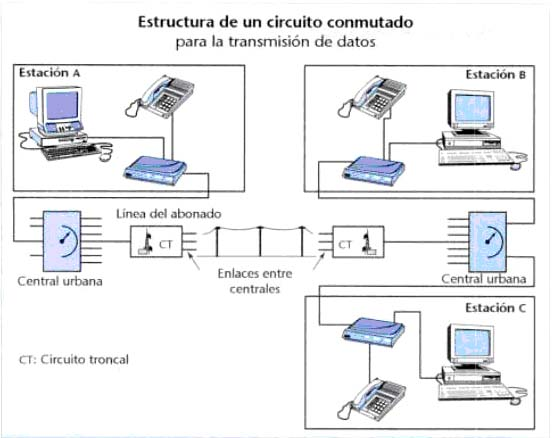 Estructura de un circuito conmutado
para la transmisión de datos
Estación A
Estación B
Línea del abonado
CT
CT
Enlaces entre
centrales
Central urbana
Central urbana
Estación C
CT: Circuito troncal